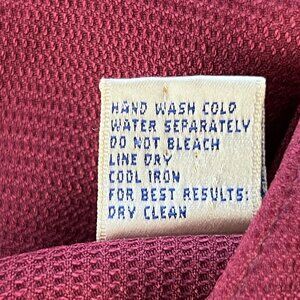 HAND WASH COLD
WATER SEPARATELY
DO NOT BLEACH
LINE DRY
COOL IRON
FOR BEST RESULTS:
DRY CLEAN